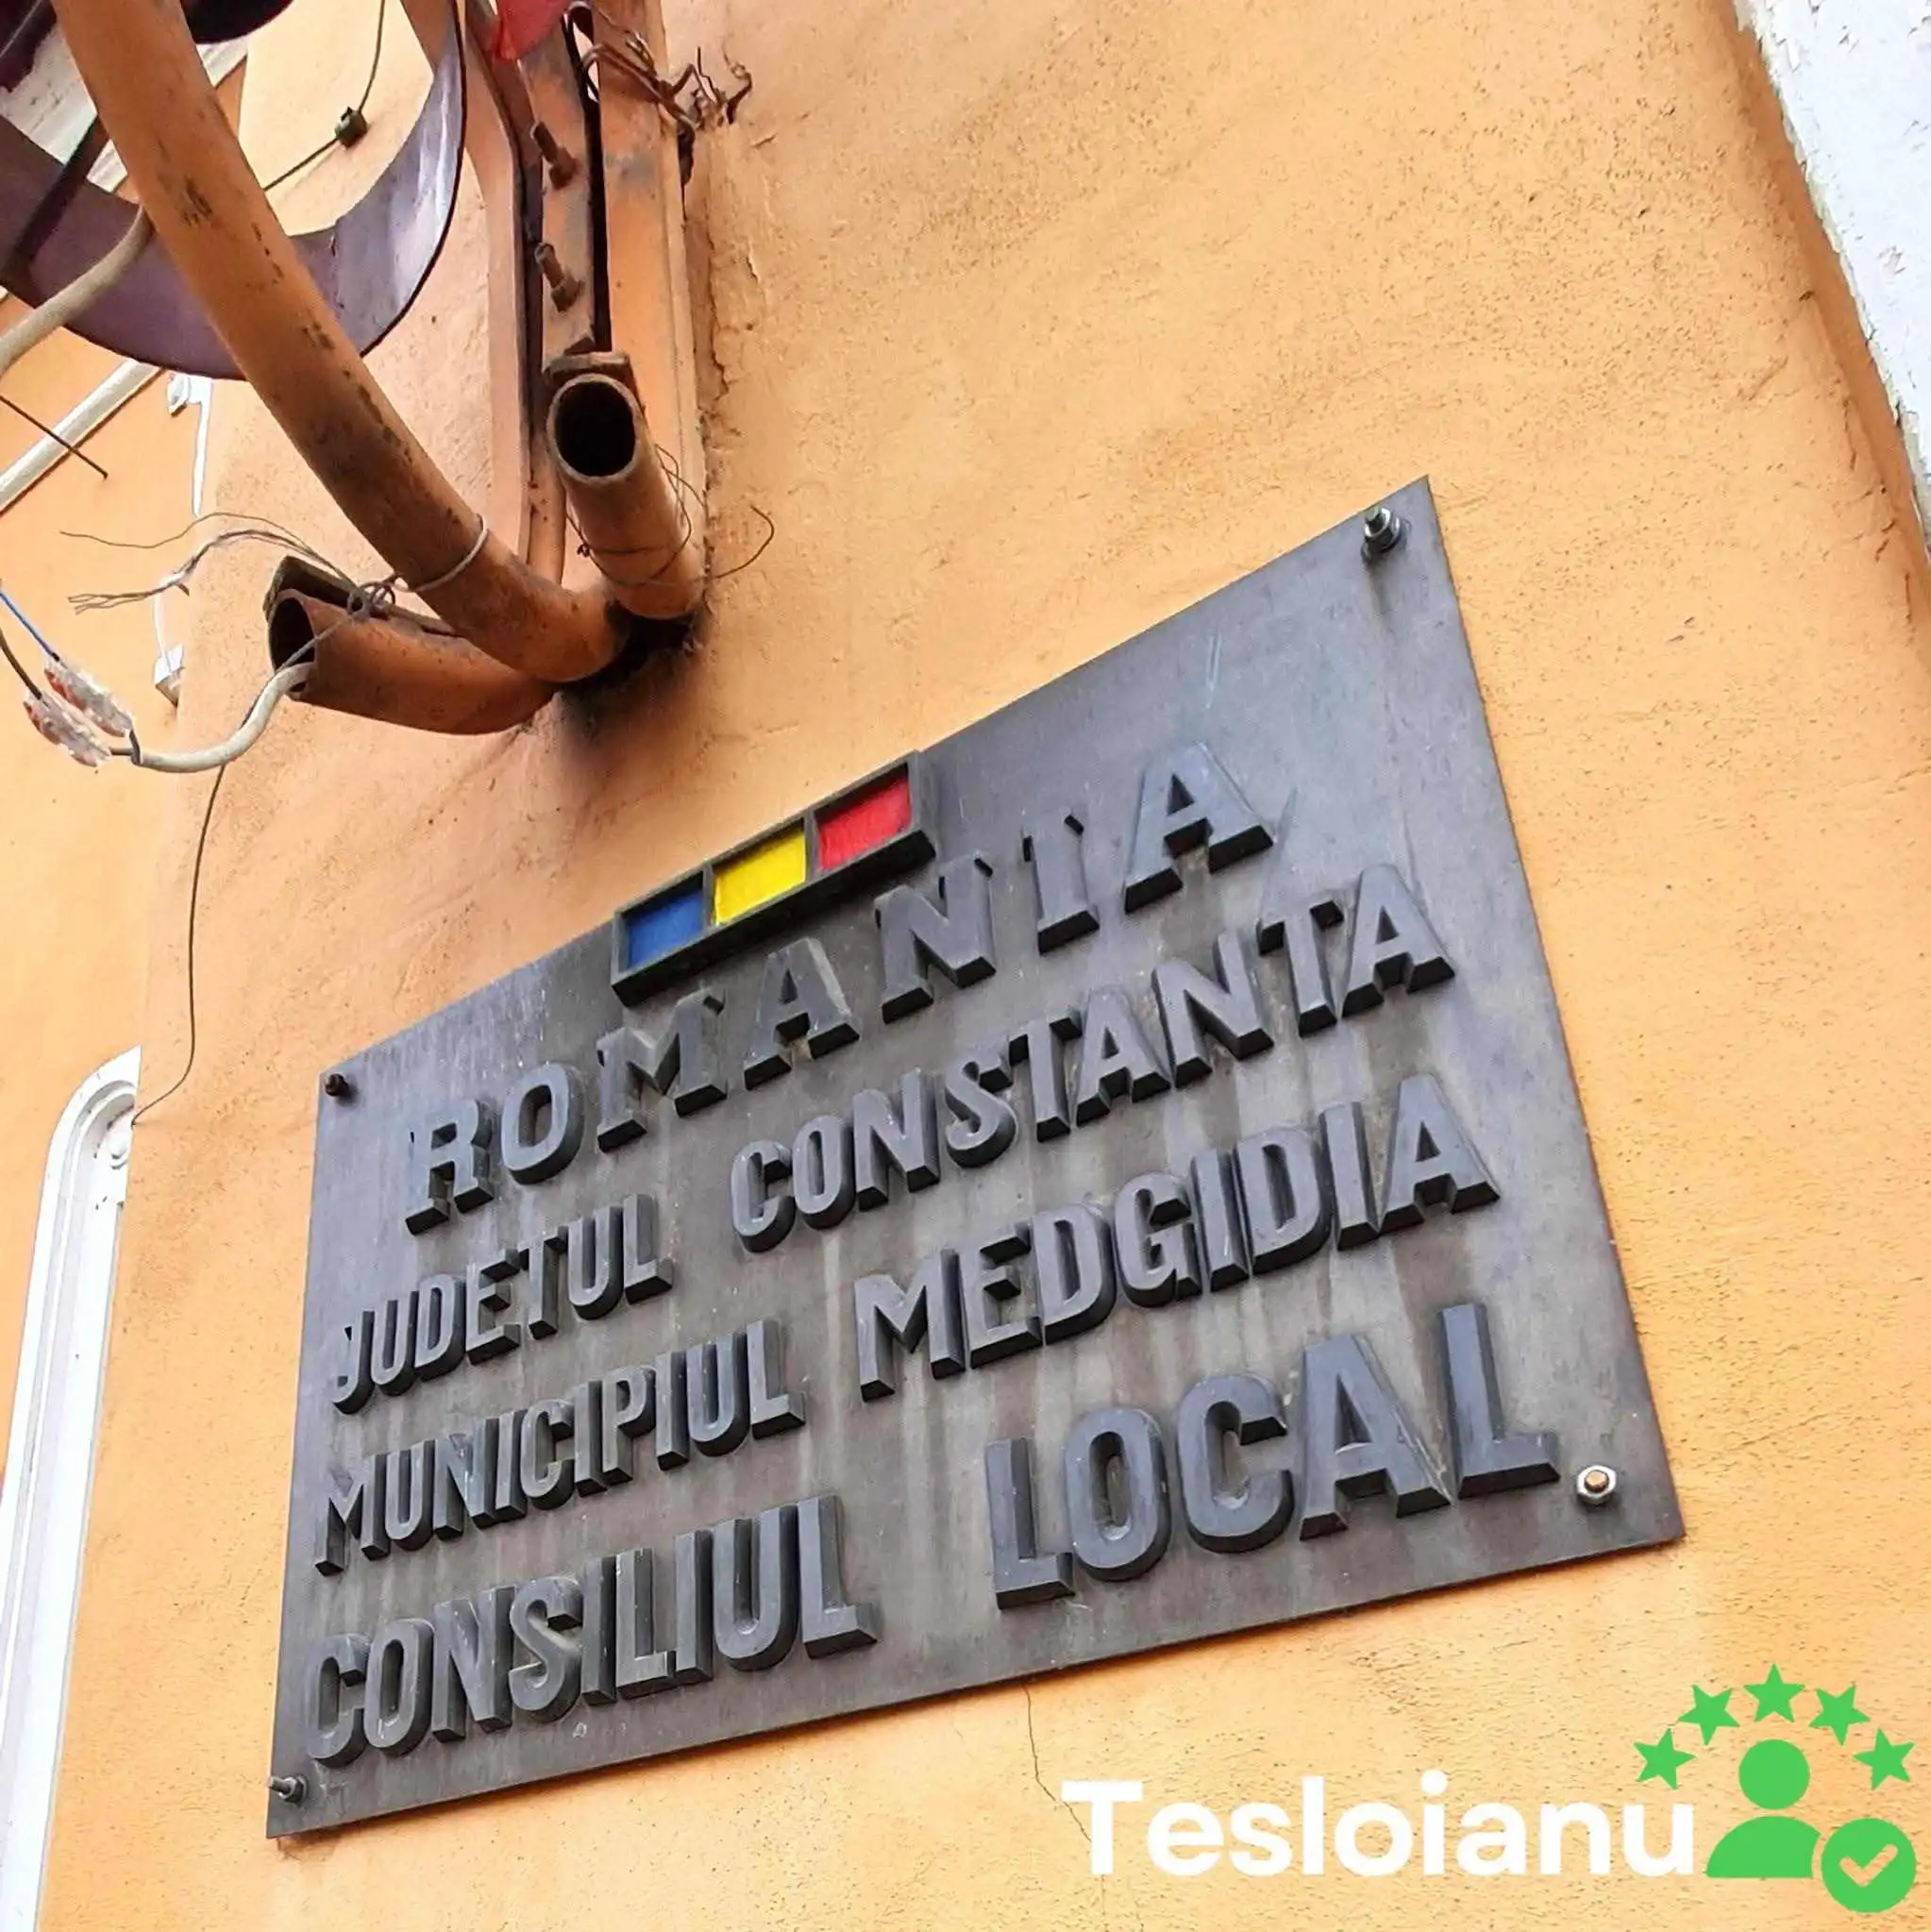 ROMANIA
JUDETUL CONSTANTA
MUNICIPIUL MEDGIDIA
CONSILIUL LOCAL
Tesloianu